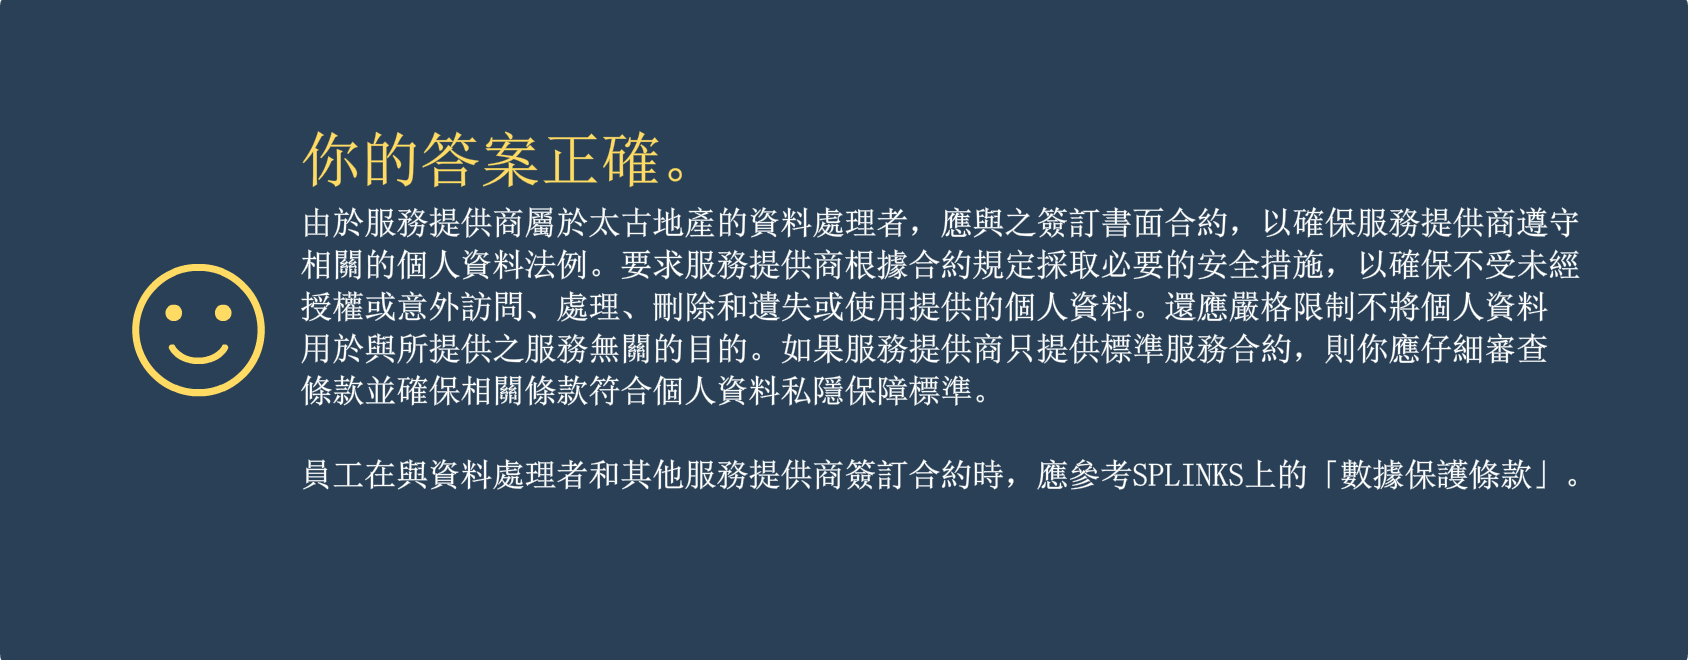 你的答案正確。
由於服務提供商屬於太古地產的資料處理者，應與之簽訂書面合約，以確保服務提供商遵守
相關的個人資料法例。要求服務提供商根據合約規定採取必要的安全措施，以確保不受未經
授權或意外訪問、處理、刪除和遺失或使用提供的個人資料。還應嚴格限制不將個人資料
用於與所提供之服務無關的目的。如果服務提供商只提供標準服務合約，則你應仔細審查
條款並確保相關條款符合個人資料私隱保障標準。
員工在與資料處理者和其他服務提供商簽訂合約時，應參考SPLINKS上的「數據保護條款」。